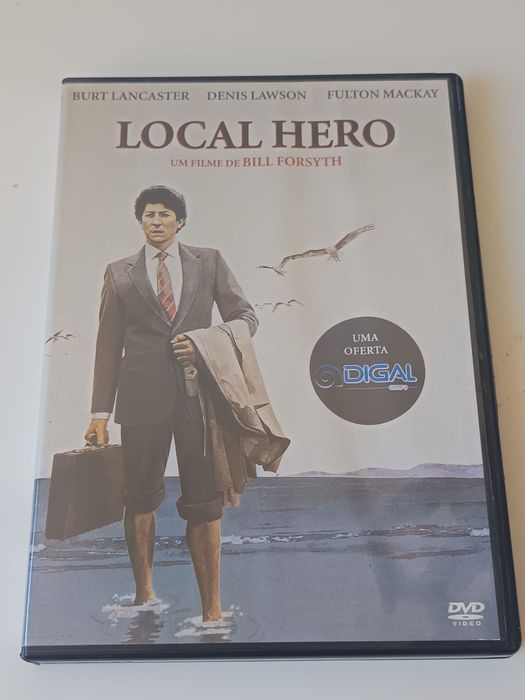 BURT LANCASTER DENIS LAWSON FULTON MACKAY
LOCAL HERO
UM FILME DE BILL FORSYTH
UMA
OFERTA
DIGAL
DVD
VIDEO